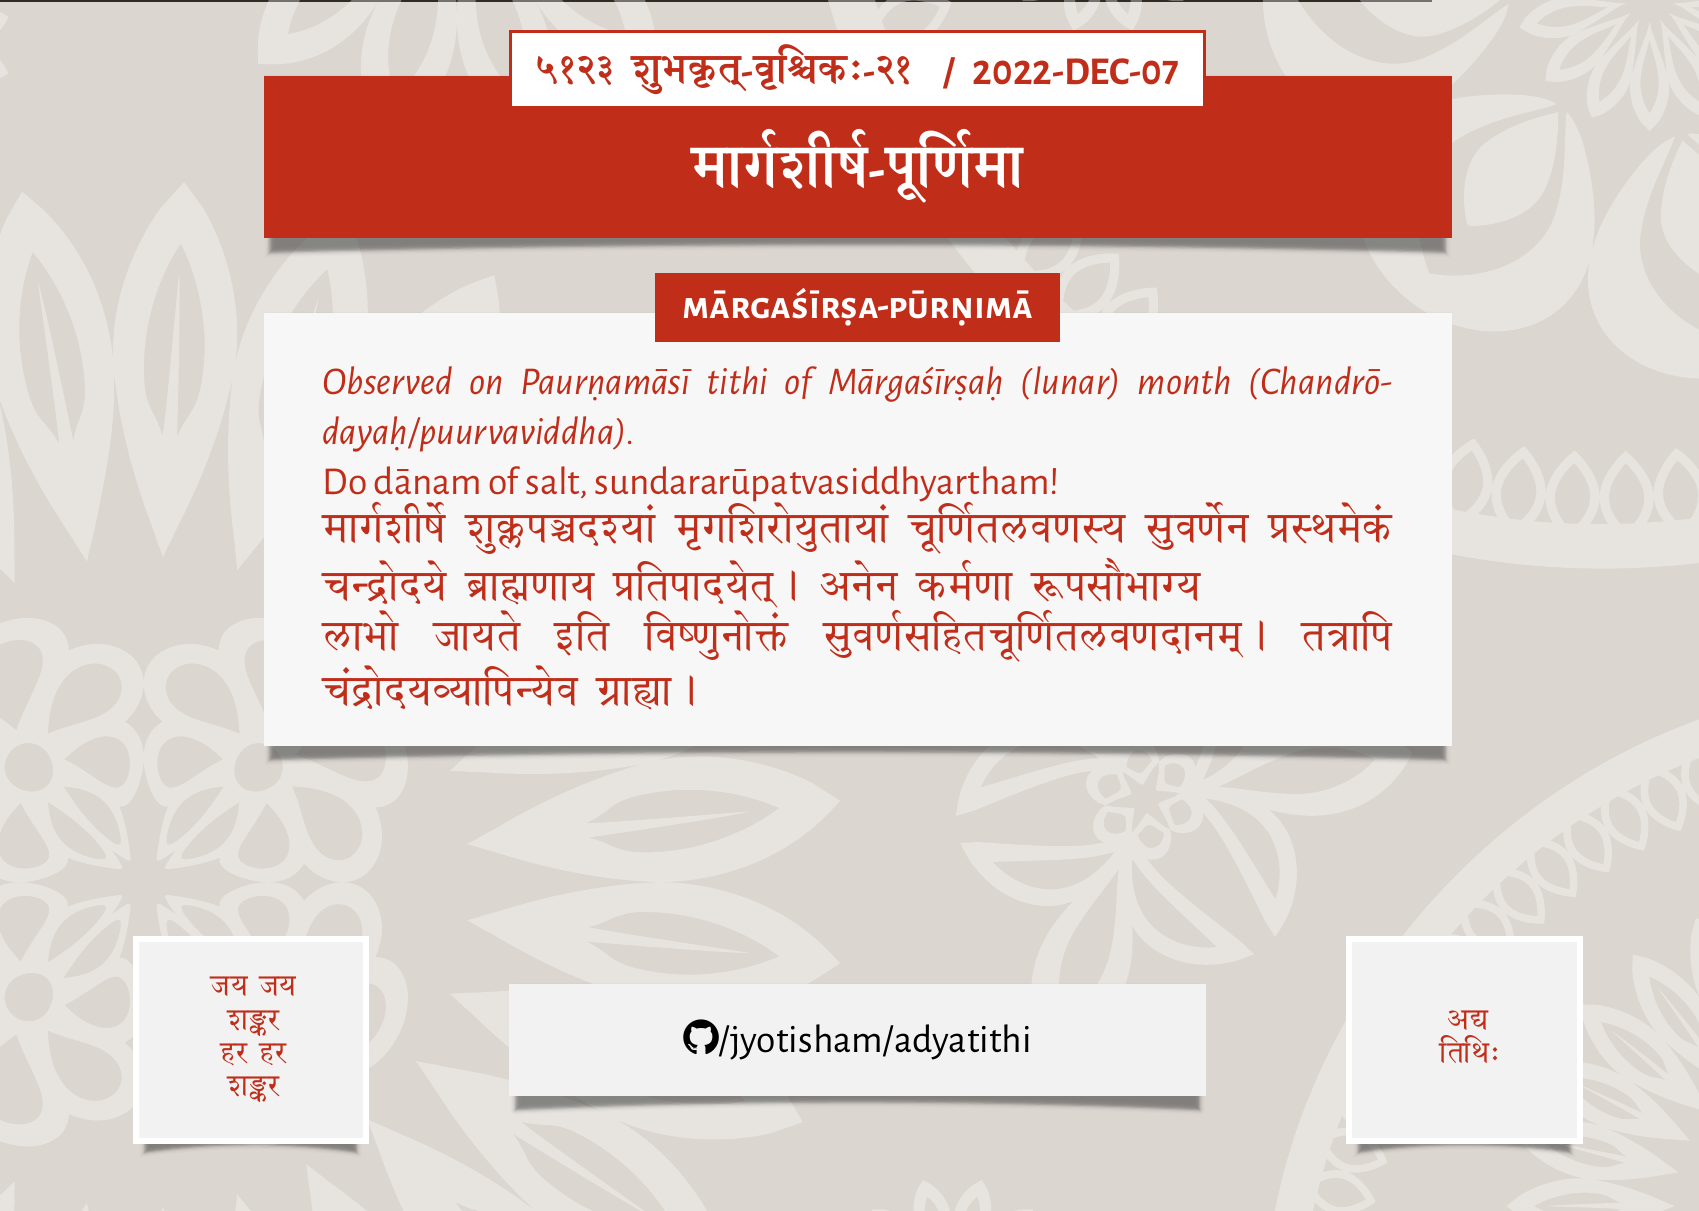 ५१२३ शुभकृत्-वृश्चिकः-२१ / 2022-DEC-07
मार्गशीर्ष-पूर्णिमा
MĀRGAŚĪRṢA-PŪRṆIMĀ
Observed on Paurṇamāsī tithi of Mārgaśīrṣaḥ (lunar) month (Chandrō-
dayaḥ/puurvaviddha).
Do dānam of salt, sundararūpatvasiddhyartham!
मार्गशीर्षे शुक्लपञ्चदश्यां मृगशिरोयुतायां चूर्णितलवणस्य सुवर्णेन प्रस्थमेकं
चन्द्रोदये ब्राह्मणाय प्रतिपादयेत्। अनेन कर्मणा रूपसौभाग्य
लाभो जायते इति विष्णुनोक्तं सुवर्णसहितचूर्णितलवणदानम्। तत्रापि
चंद्रोदयव्यापिन्येव ग्राह्या।
जय जय
शङ्कर
हर हर
शङ्कर
/jyotisham/adyatithi
अद्य
तिथिः